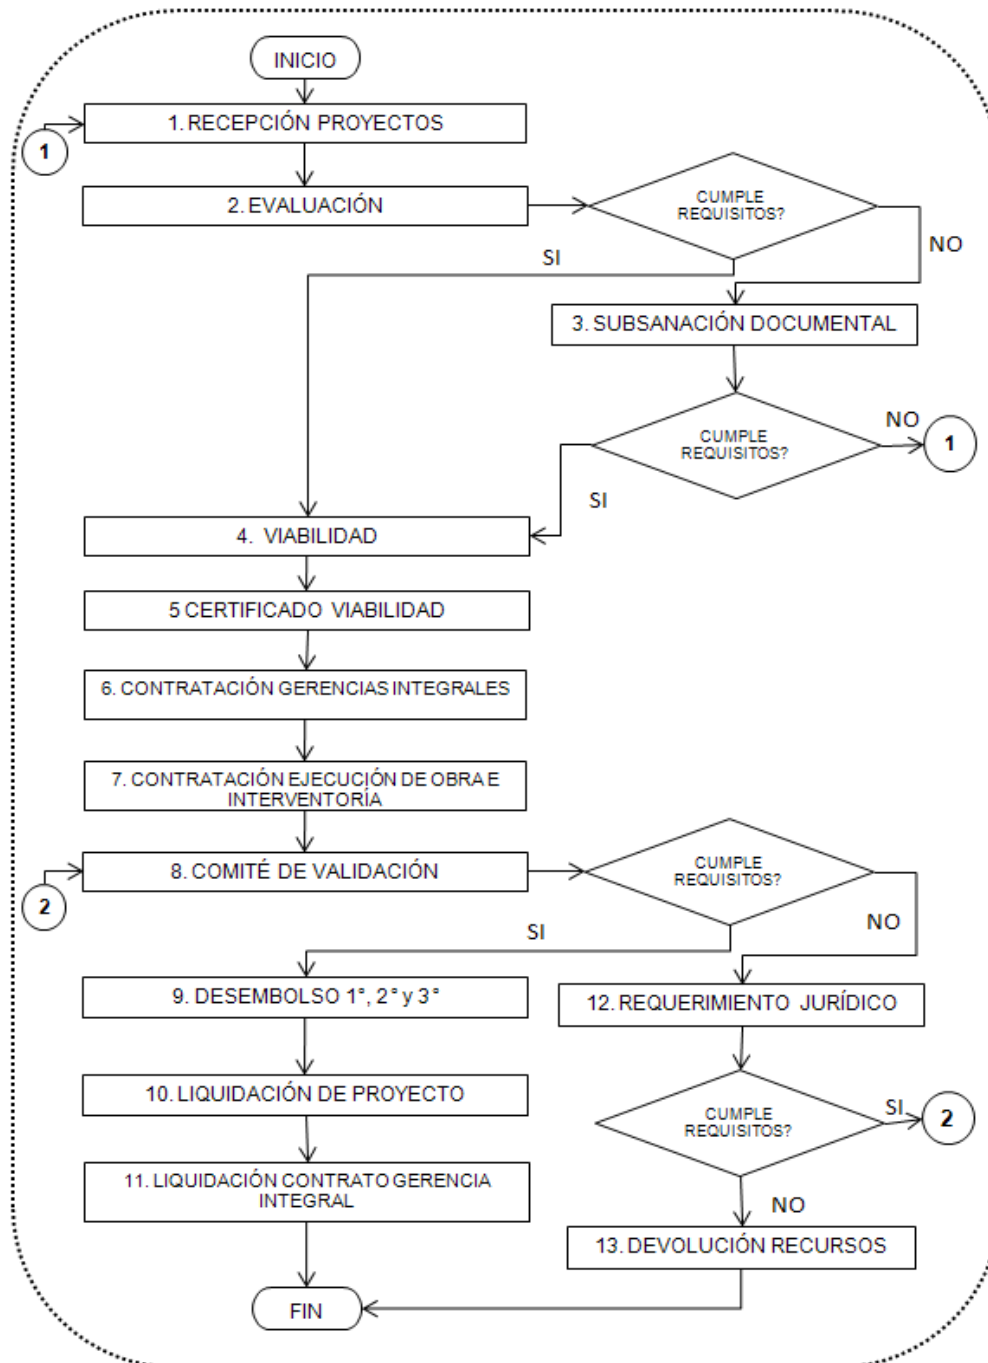 INICIO
1. RECEPCIÓN PROYECTOS
1
2. EVALUACIÓN
CUMPLE
REQUISITOS?
NO
SI
3. SUBSANACIÓN DOCUMENTAL
CUMPLE
REQUISITOS?
NO
1
SI
4. VIABILIDAD
5 CERTIFICADO VIABILIDAD
6. CONTRATACIÓN GERENCIAS INTEGRALES
7. CONTRATACIÓN EJECUCIÓN DE OBRA E
INTERVENTORÍA
8. COMITÉ DE VALIDACIÓN
2
CUMPLE
REQUISITOS?
NO
SI
9. DESEMBOLSO 1°, 2° y 3°
12. REQUERIMIENTO JURÍDICO
10. LIQUIDACIÓN DE PROYECTO
CUMPLE
REQUISITOS?
SI
2
11. LIQUIDACIÓN CONTRATO GERENCIA
INTEGRAL
NO
13. DEVOLUCIÓN RECURSOS
FIN